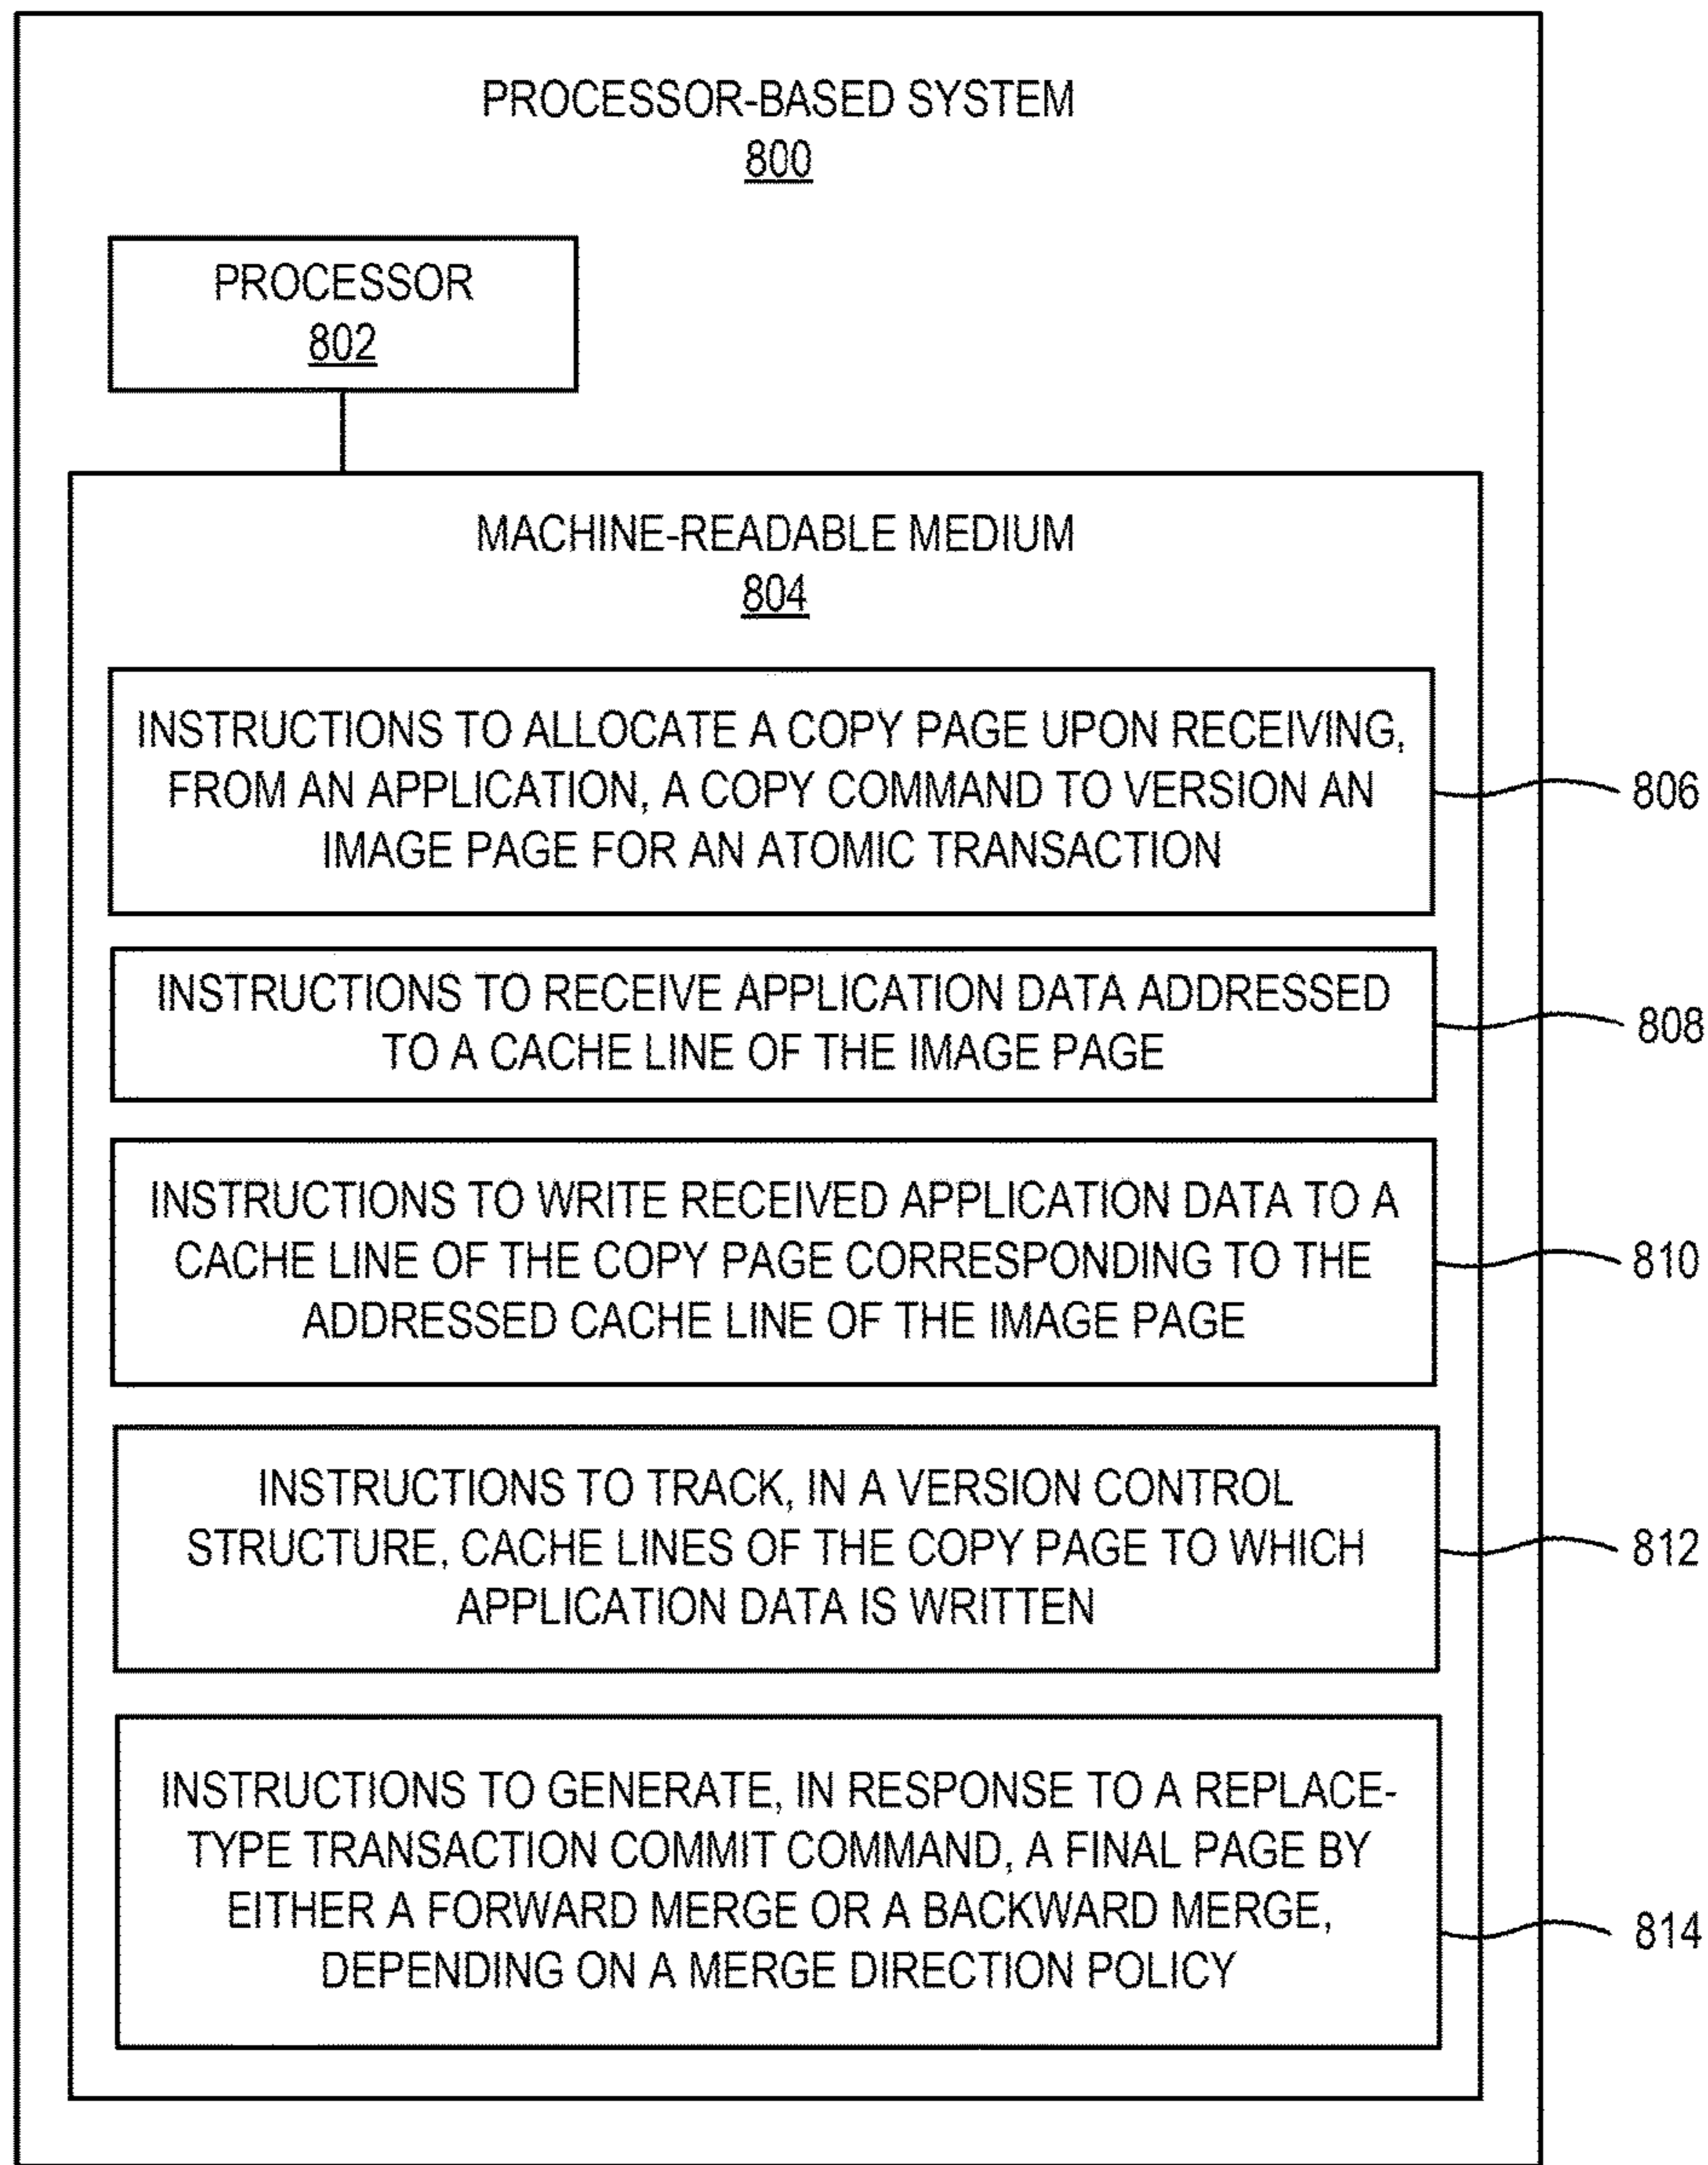 PROCESSOR-BASED SYSTEM
800
PROCESSOR
802
MACHINE-READABLE MEDIUM
804
INSTRUCTIONS TO ALLOCATE A COPY PAGE UPON RECEIVING,
FROM AN APPLICATION, A COPY COMMAND TO VERSION AN
IMAGE PAGE FOR AN ATOMIC TRANSACTION
806
INSTRUCTIONS TO RECEIVE APPLICATION DATA ADDRESSED
TO A CACHE LINE OF THE IMAGE PAGE
808
INSTRUCTIONS TO WRITE RECEIVED APPLICATION DATA TO A
CACHE LINE OF THE COPY PAGE CORRESPONDING TO THE
ADDRESSED CACHE LINE OF THE IMAGE PAGE
810
INSTRUCTIONS TO TRACK, IN A VERSION CONTROL
STRUCTURE, CACHE LINES OF THE COPY PAGE TO WHICH
APPLICATION DATA IS WRITTEN
812
INSTRUCTIONS TO GENERATE, IN RESPONSE TO A REPLACE-
TYPE TRANSACTION COMMIT COMMAND, A FINAL PAGE BY
EITHER A FORWARD MERGE OR A BACKWARD MERGE,
DEPENDING ON A MERGE DIRECTION POLICY
814